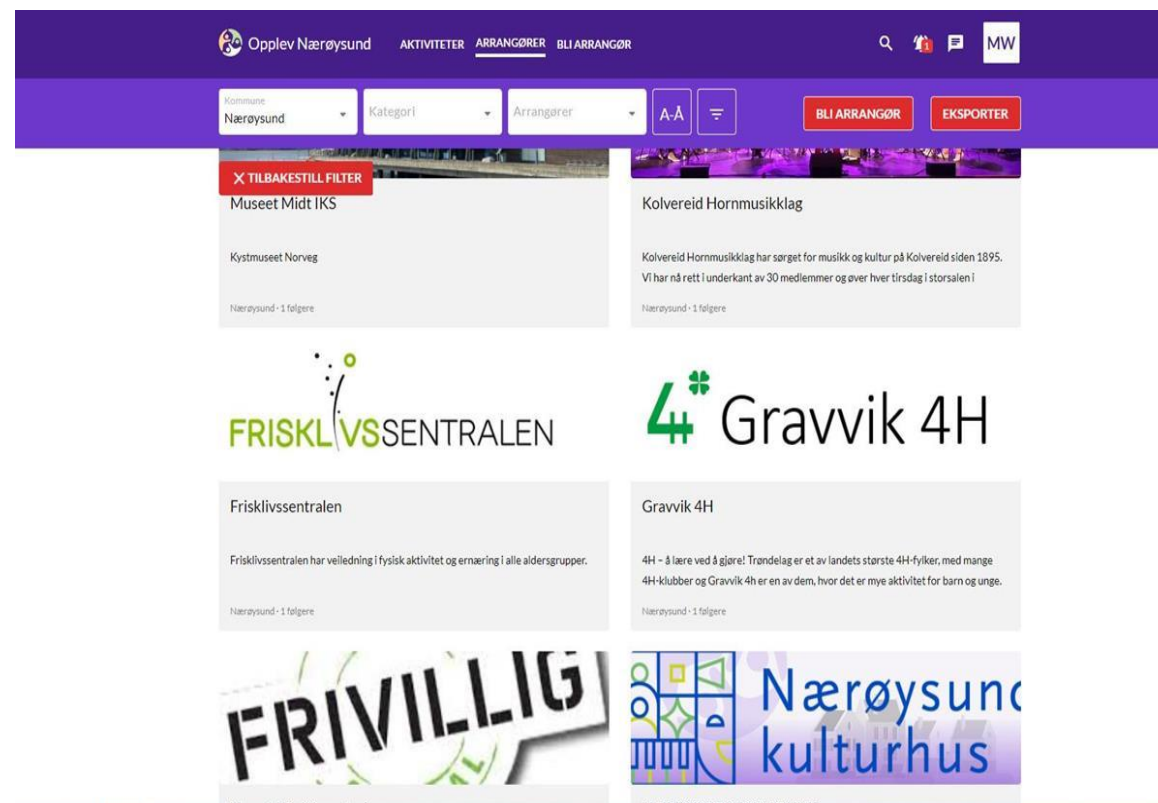 Opplev Nærøysund
AKTIVITETER
ARRANGØRER
BLI ARRANGØR
1
MW
Kommune
Nærøysund
Kategori
Arrangører
A-Å
BLI ARRANGØR
EKSPORTER
X TILBAKESTILL FILTER
Museet Midt IKS
Kystmuseet Norveg
Nærøysund · 1 følgere
Kolvereid Hornmusikklag
Kolvereid Hornmusikklag har sørget for musikk og kultur på Kolvereid siden 1895.
Vi har nå rett i underkant av 30 medlemmer og øver hver tirsdag i storsalen i
Nærøysund · 1 følgere
FRISKLIVSSENTRALEN
Frisklivssentralen
Frisklivssentralen har veiledning i fysisk aktivitet og ernæring i alle aldersgrupper.
Nærøysund · 1 følgere
4H Gravvik 4H
Gravvik 4H
4H – å lære ved å gjøre! Trøndelag er et av landets største 4H-fylker, med mange
4H-klubber og Gravvik 4h er en av dem, hvor det er mye aktivitet for barn og unge.
Nærøysund · 1 følgere
FRIVILLIG
Nærøysund
kulturhus